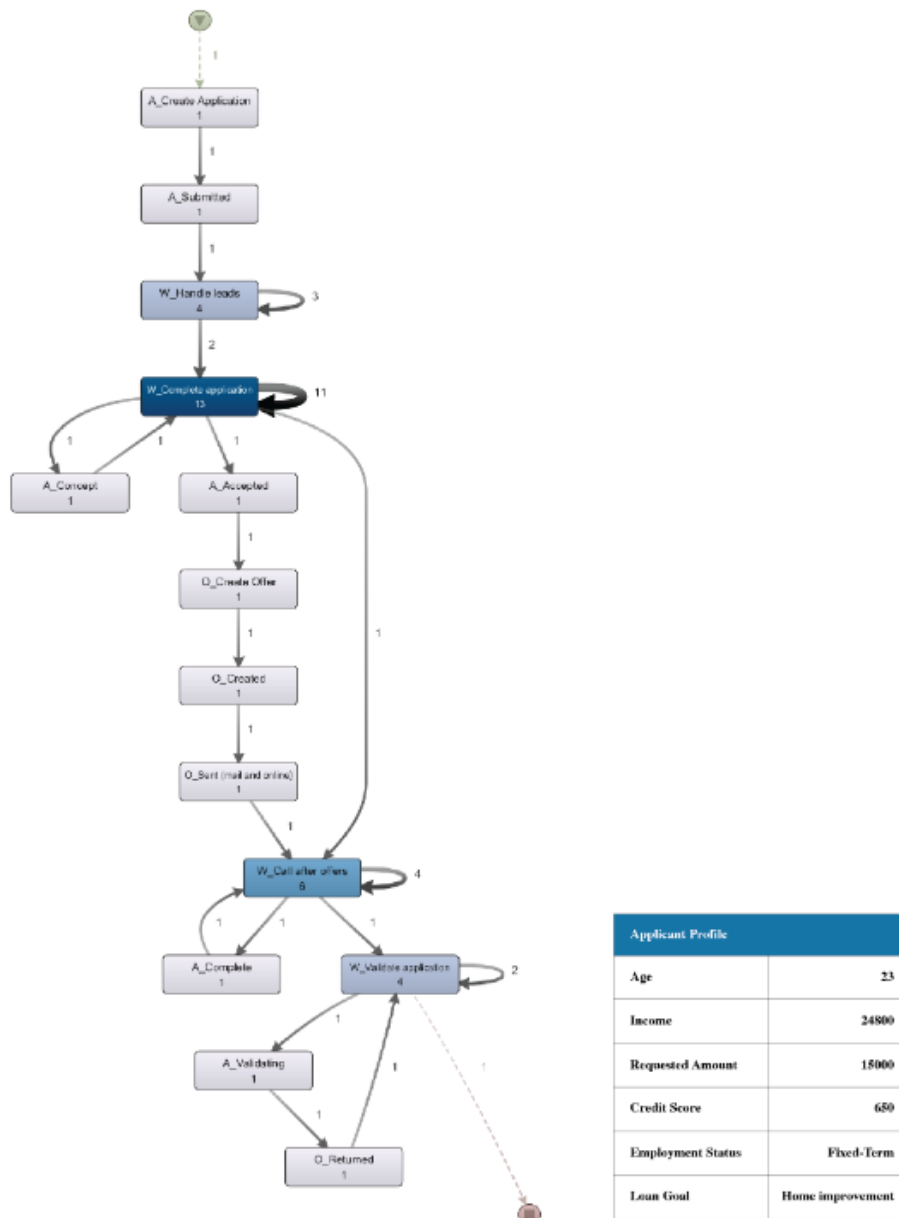 1
A_Create Application
1
1
A_Submitted
1
1
W_Handle leads
4
3
2
W_Complete application
13
11
1
1
1
A_Concept
1
A_Accepted
1
1
O_Create Offer
1
1
1
O_Created
1
1
O_Sent (mail and online)
1
1
W_Call after offers
6
4
1
1
1
A_Complete
1
W_Validate application
4
2
1
1
1
A_Validating
1
1
O_Returned
1
Applicant Profile
Age 23
Income 24800
Requested Amount 15000
Credit Score 650
Employment Status Fixed-Term
Loan Goal Home improvement